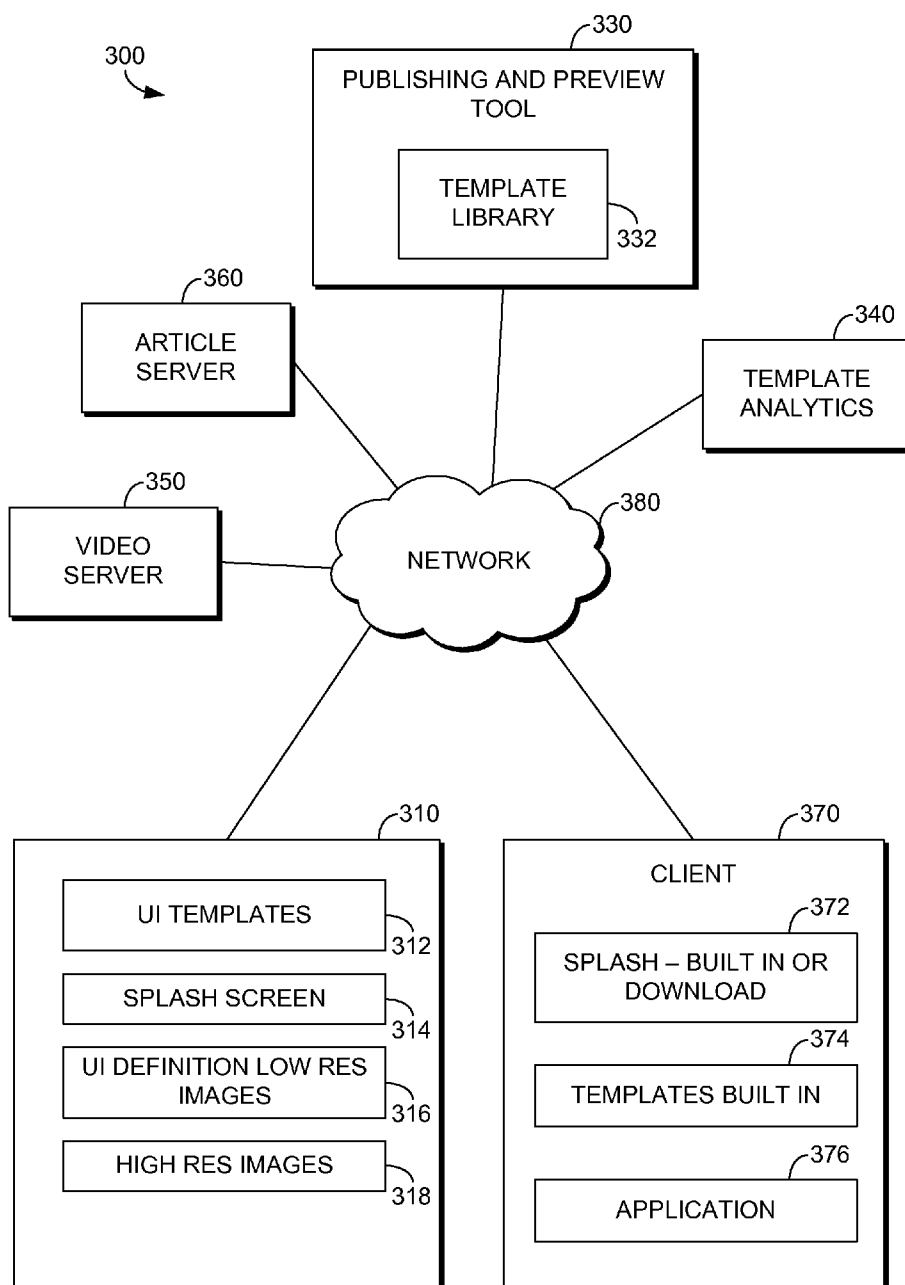 300
330
PUBLISHING AND PREVIEW
TOOL
TEMPLATE
LIBRARY
332
360
ARTICLE
SERVER
340
TEMPLATE
ANALYTICS
350
VIDEO
SERVER
380
NETWORK
310
UI TEMPLATES
312
SPLASH SCREEN
314
UI DEFINITION LOW RES
IMAGES
316
HIGH RES IMAGES
318
370
CLIENT
372
SPLASH – BUILT IN OR
DOWNLOAD
374
TEMPLATES BUILT IN
376
APPLICATION